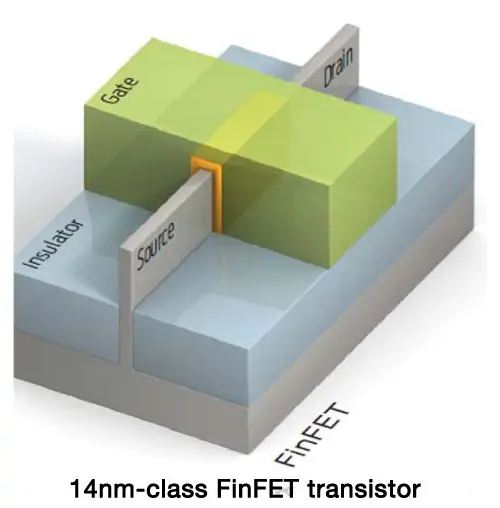 Drain
Gate
Source
Insulator
FinFET
14nm-class FinFET transistor